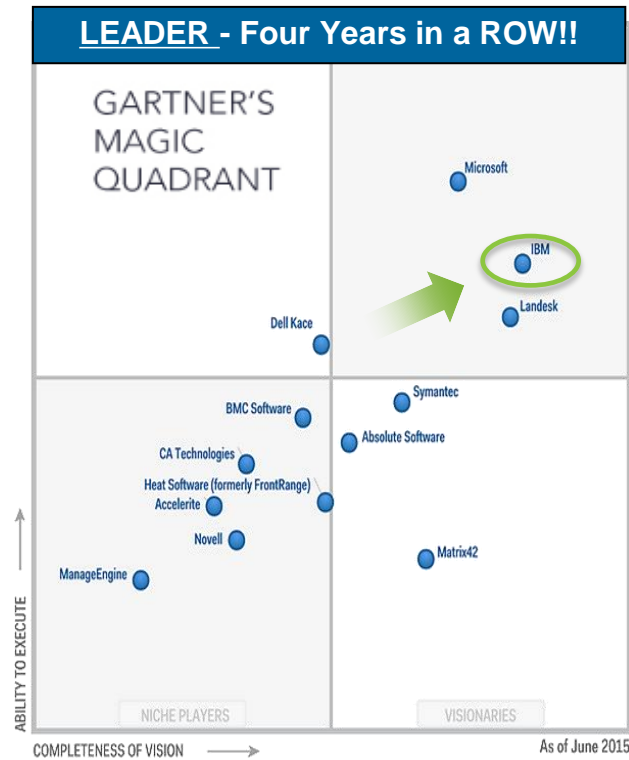 LEADER - Four Years in a ROW!!
GARTNER'S
MAGIC
QUADRANT
Microsoft
IBM
Landesk
Dell Kace
Symantec
BMC Software
Absolute Software
CA Technologies
Heat Software (formerly FrontRange)
Accelerite
Novell
Matrix42
ManageEngine
ABILITY TO EXECUTE
NICHE PLAYERS
VISIONARIES
COMPLETENESS OF VISION
As of June 2015